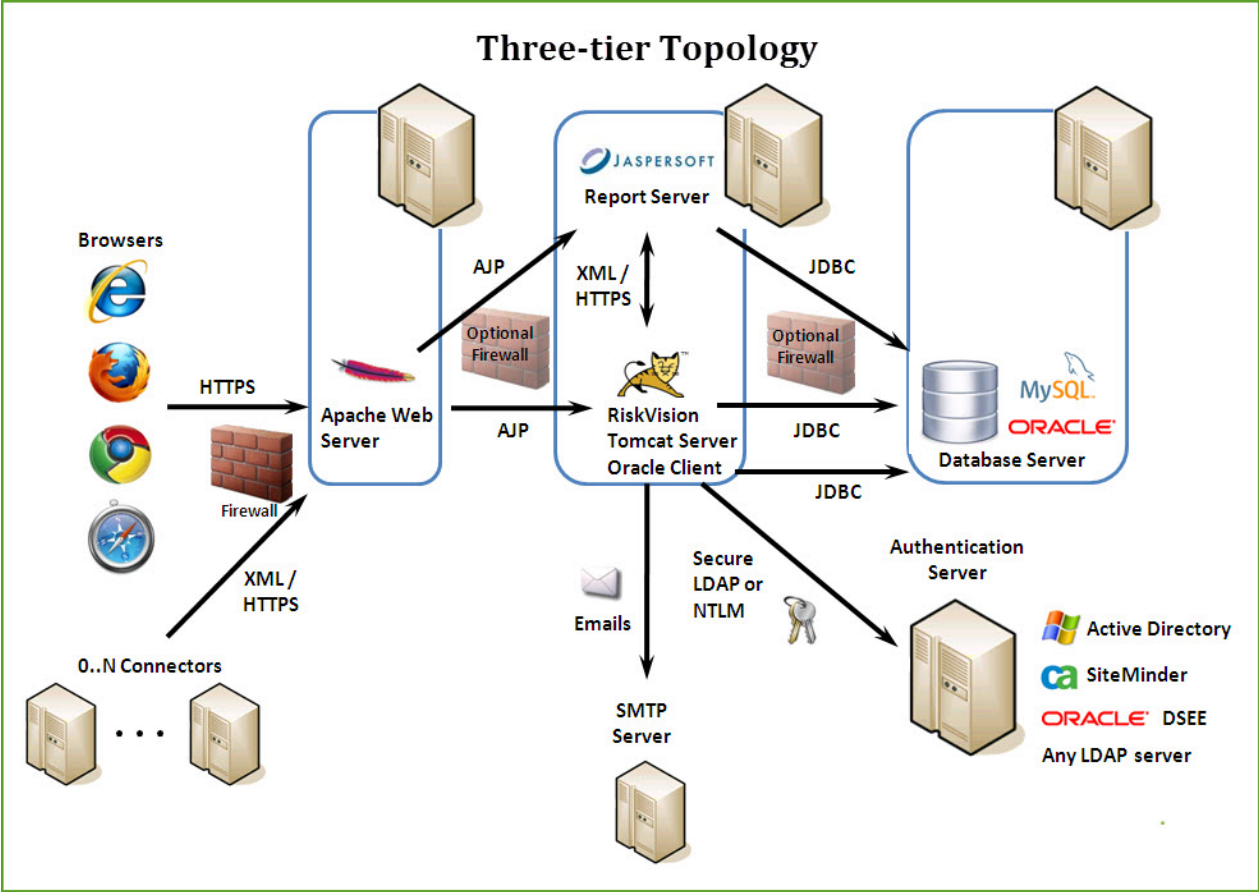 Three-tier Topology
JASPERSOFT
Report Server
Browsers
AJP
XML /
HTTPS
JDBC
Optional
Firewall
Optional
Firewall
TM
HTTPS
Apache Web
Server
AJP
RiskVision
Tomcat Server
Oracle Client
JDBC
MySQL.
ORACLE
Database Server
JDBC
Firewall
XML /
HTTPS
Emails
Secure
LDAP or
NTLM
Authentication
Server
0..N Connectors
• • •
SMTP
Server
Active Directory
ca SiteMinder
ORACLE DSEE
Any LDAP server